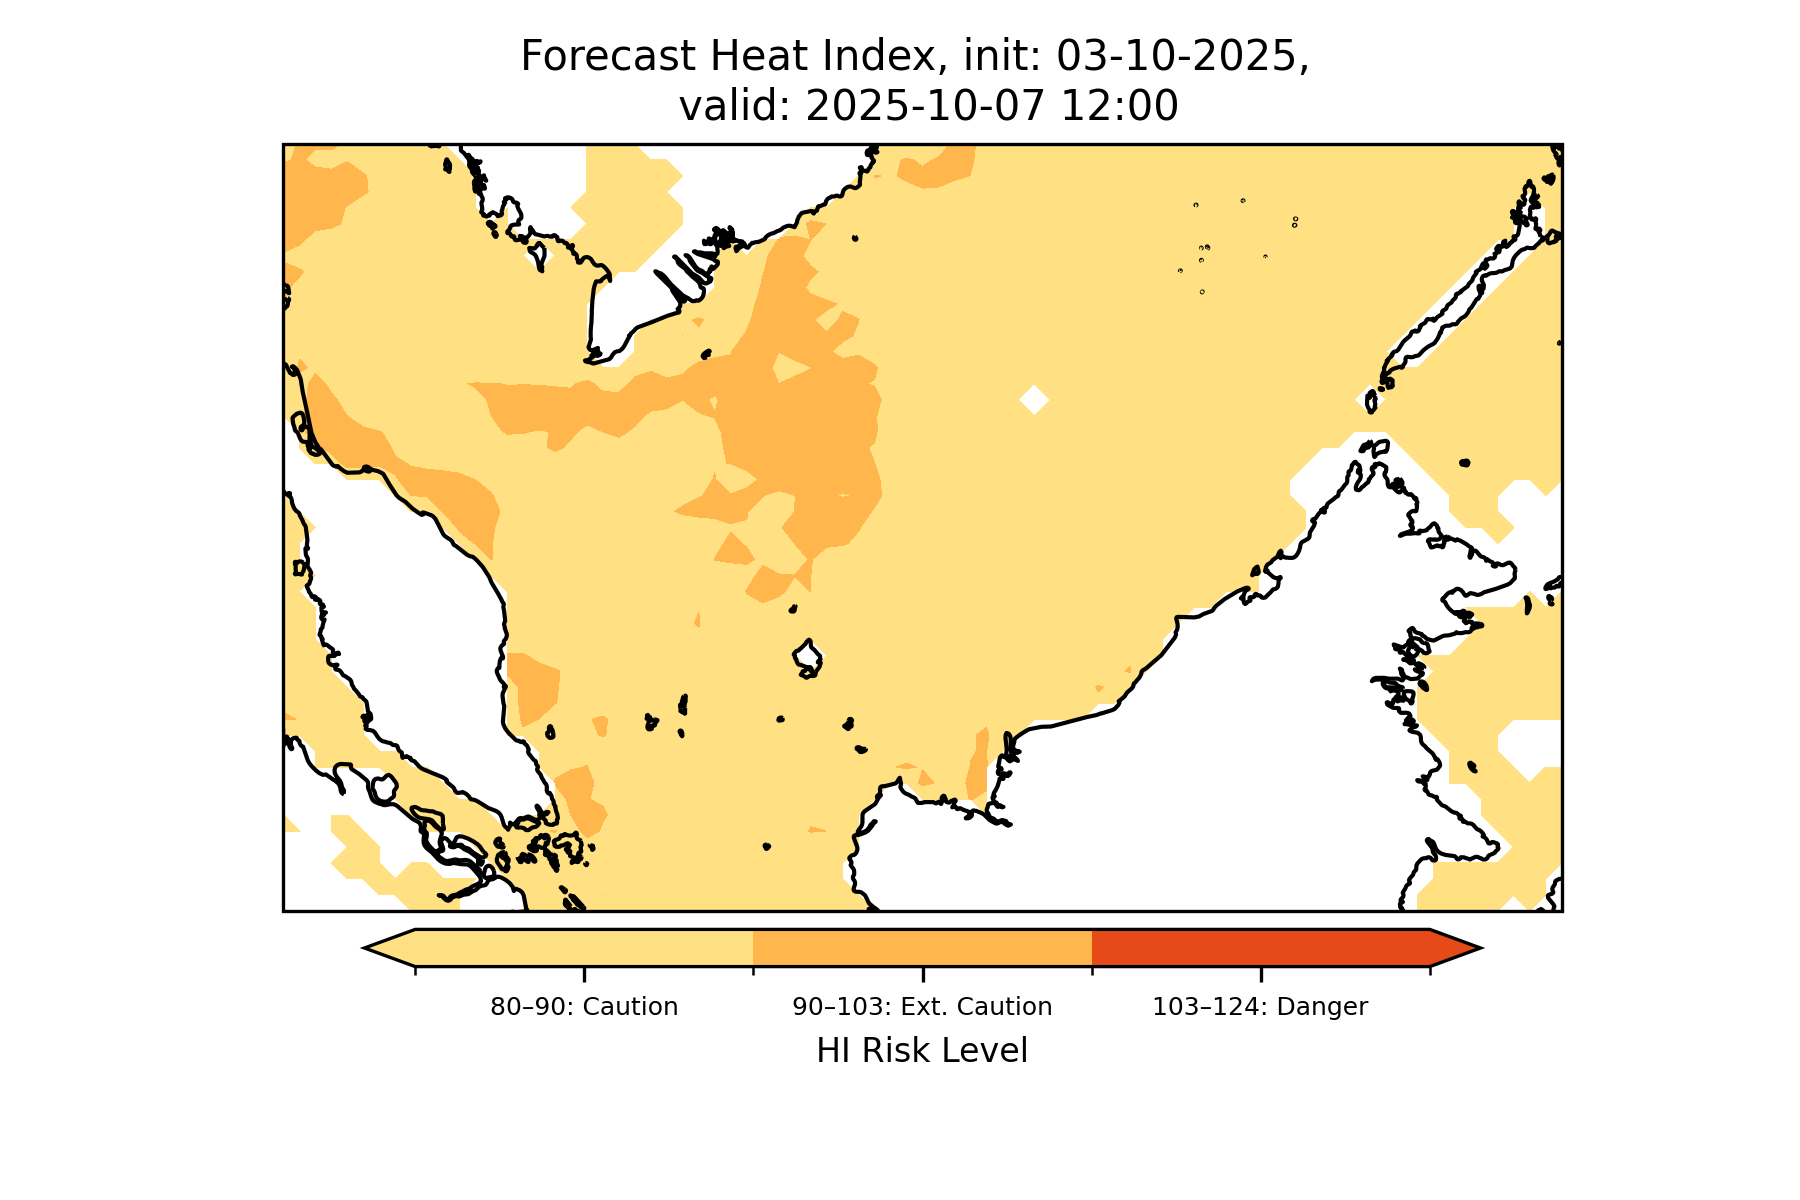 Forecast Heat Index, init: 03-10-2025,
valid: 2025-10-07 12:00
80–90: Caution
90–103: Ext. Caution
103–124: Danger
HI Risk Level